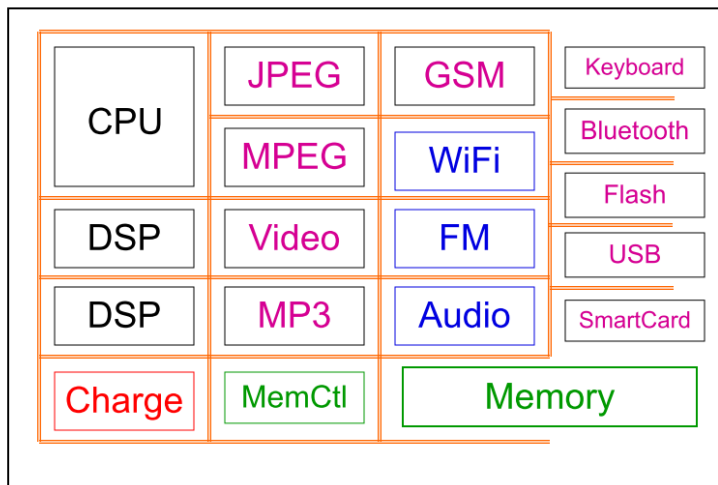 JPEG
GSM
Keyboard
CPU
MPEG
WiFi
Bluetooth
Flash
DSP
Video
FM
USB
DSP
MP3
Audio
SmartCard
Charge
MemCtl
Memory